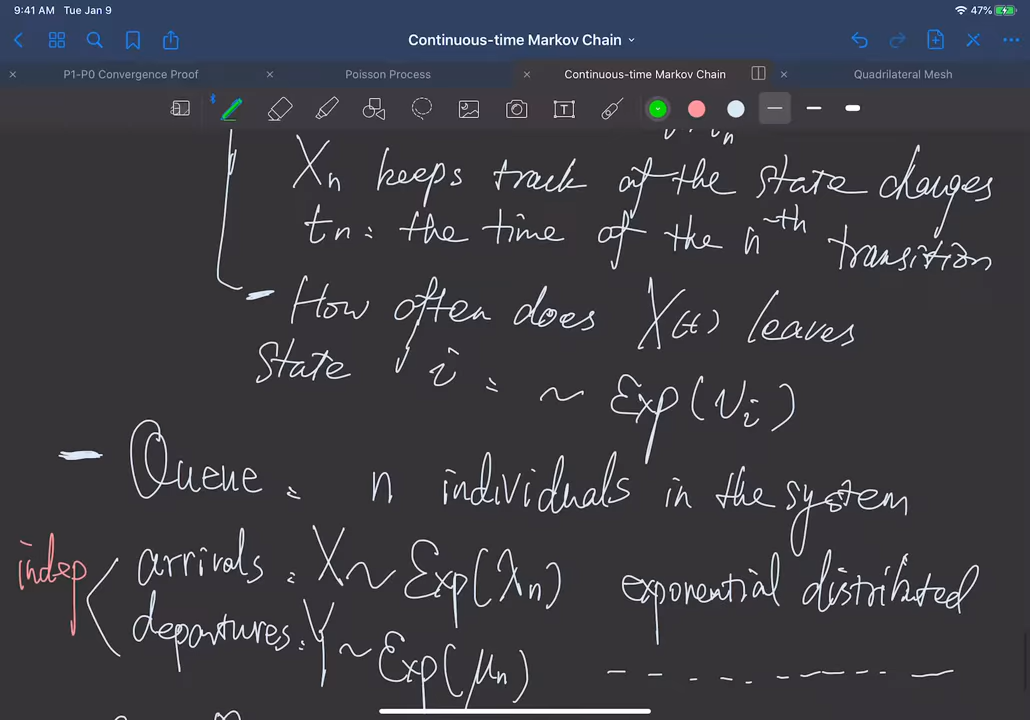 9:41 AM Tue Jan 9
47%
Continuous-time Markov Chain
P1-P0 Convergence Proof
Poisson Process
Continuous-time Markov Chain
Quadrilateral Mesh
Xn keeps track of the state changes
tn: the time of the n-th transition
- How often does X(t) leaves
state i: ~ Exp(νi)
- Queue: n individuals in the system
indep
arrivals: X ~ Exp(λn) exponential distributed
departures: Y ~ Exp(μn) - - - - - - - -